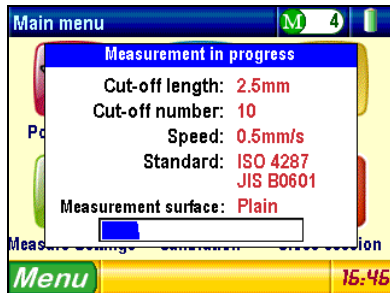 Main menu M 4
Measurement in progress
Cut-off length: 2.5mm
Cut-off number: 10
Speed: 0.5mm/s
Standard: ISO 4287
JIS B0601
Measurement surface: Plain
Menu 16:46